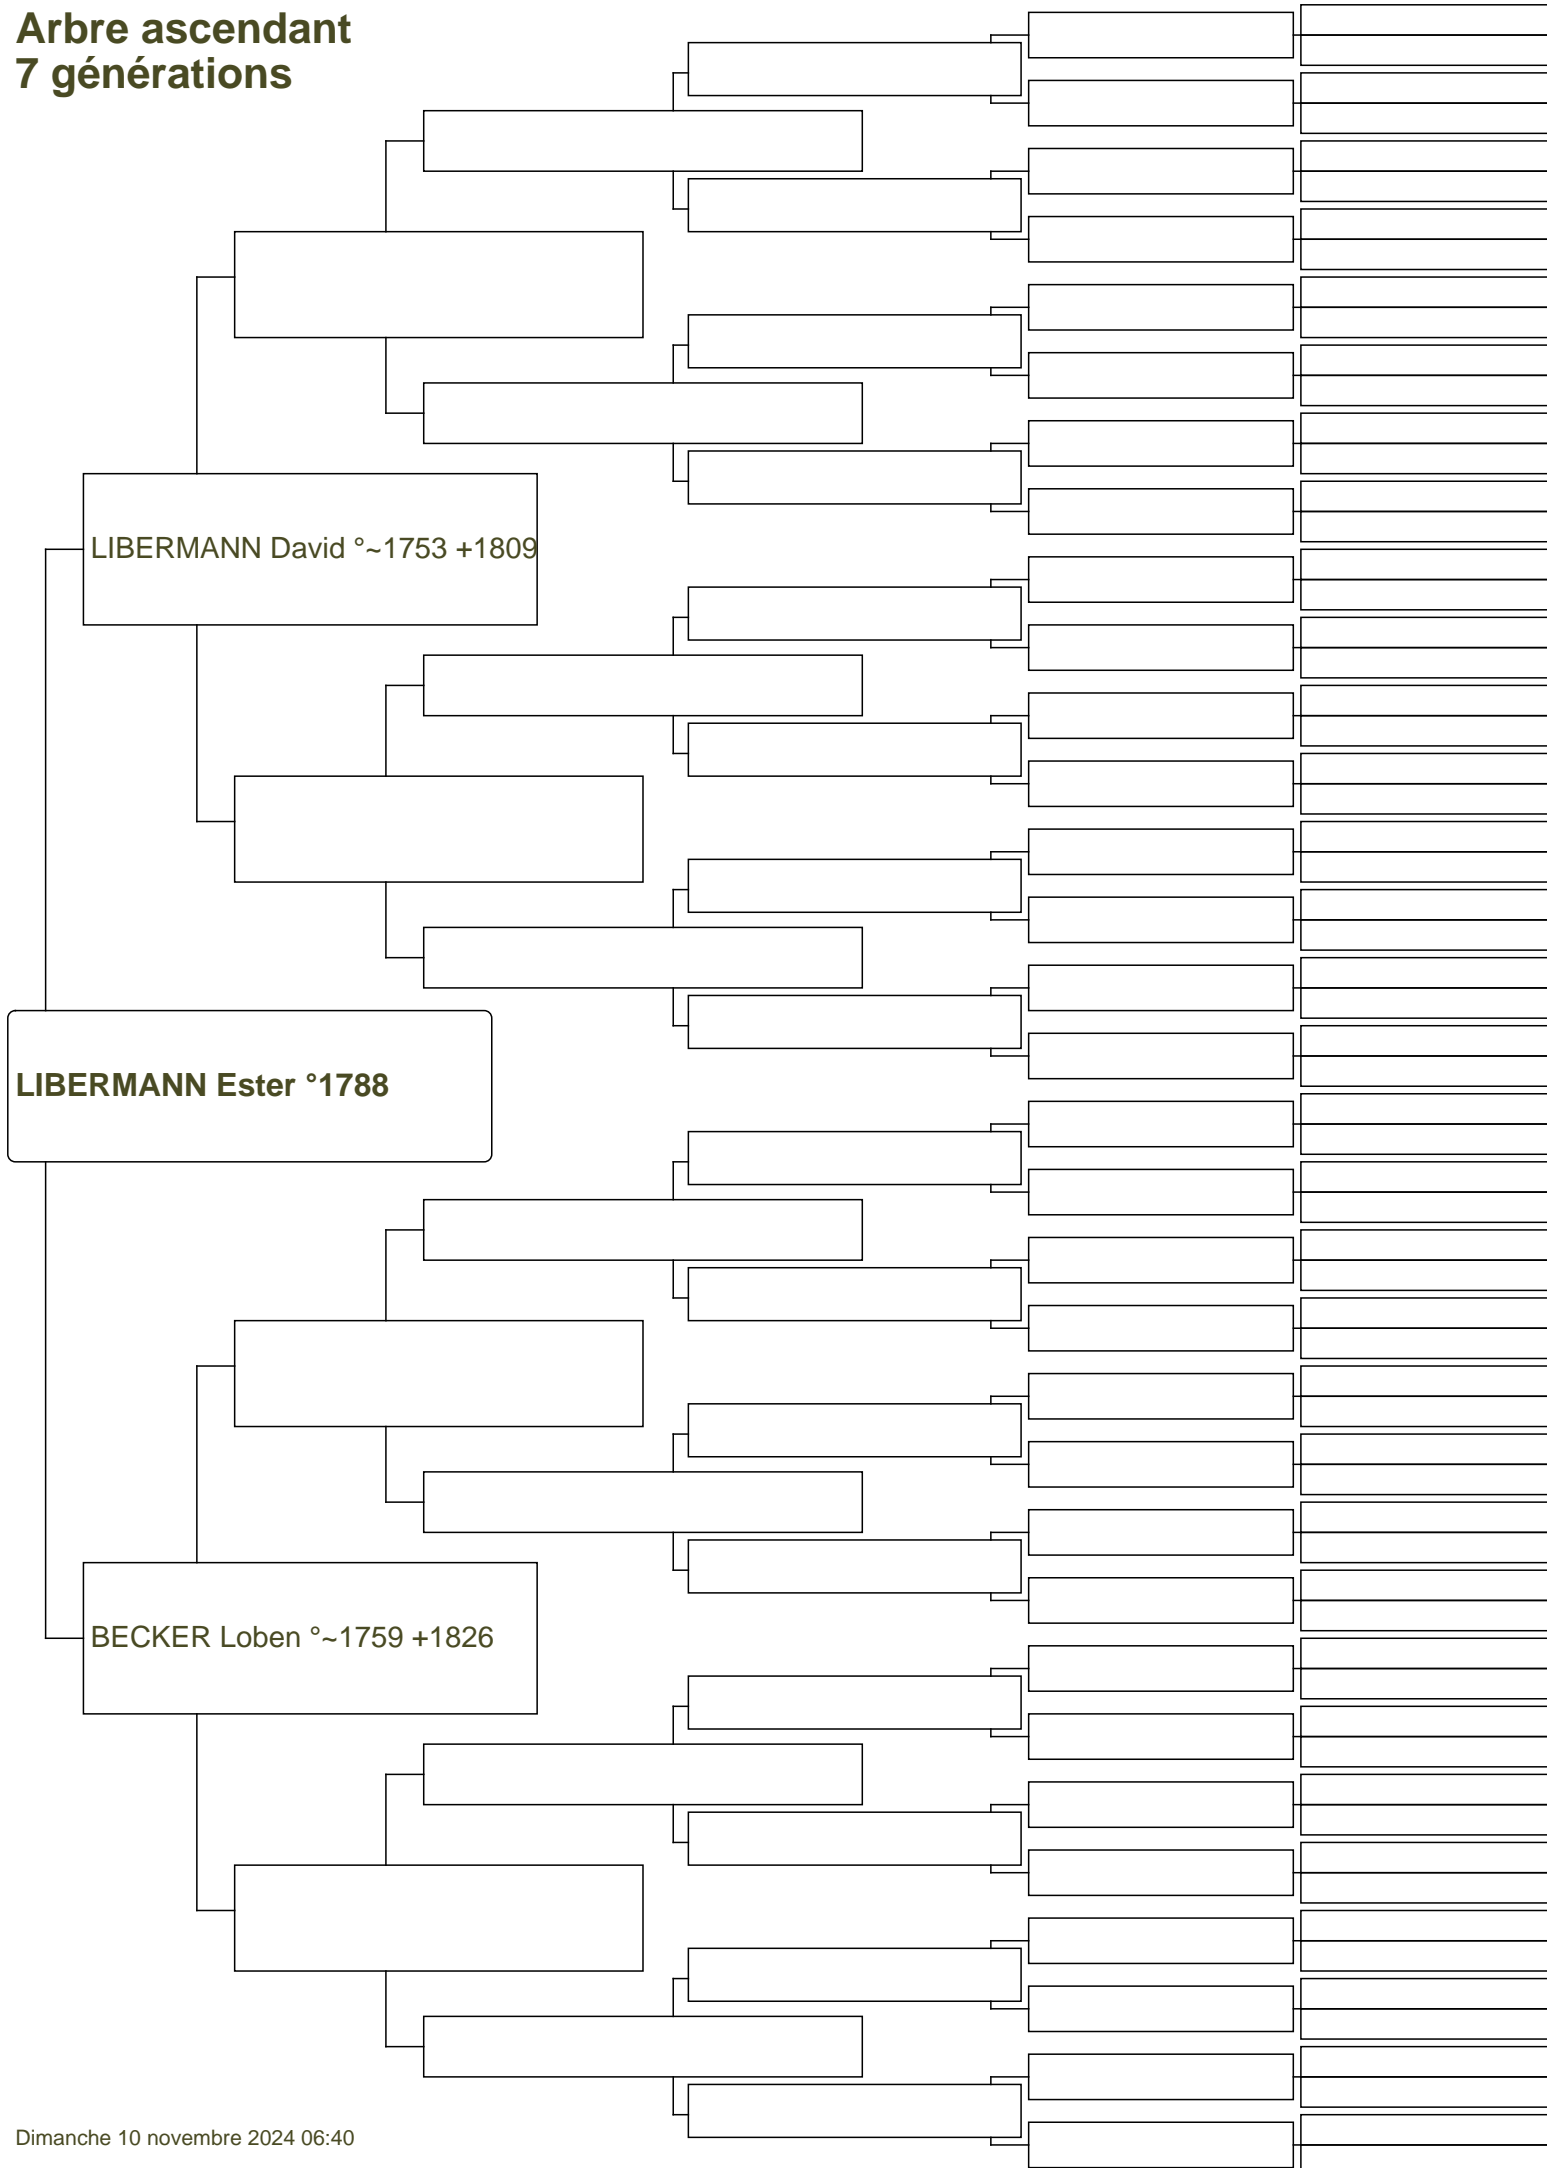 Arbre ascendant
7 générations
LIBERMANN David °~1753 +1809
LIBERMANN Ester °1788
BECKER Loben °~1759 +1826
Dimanche 10 novembre 2024 06:40